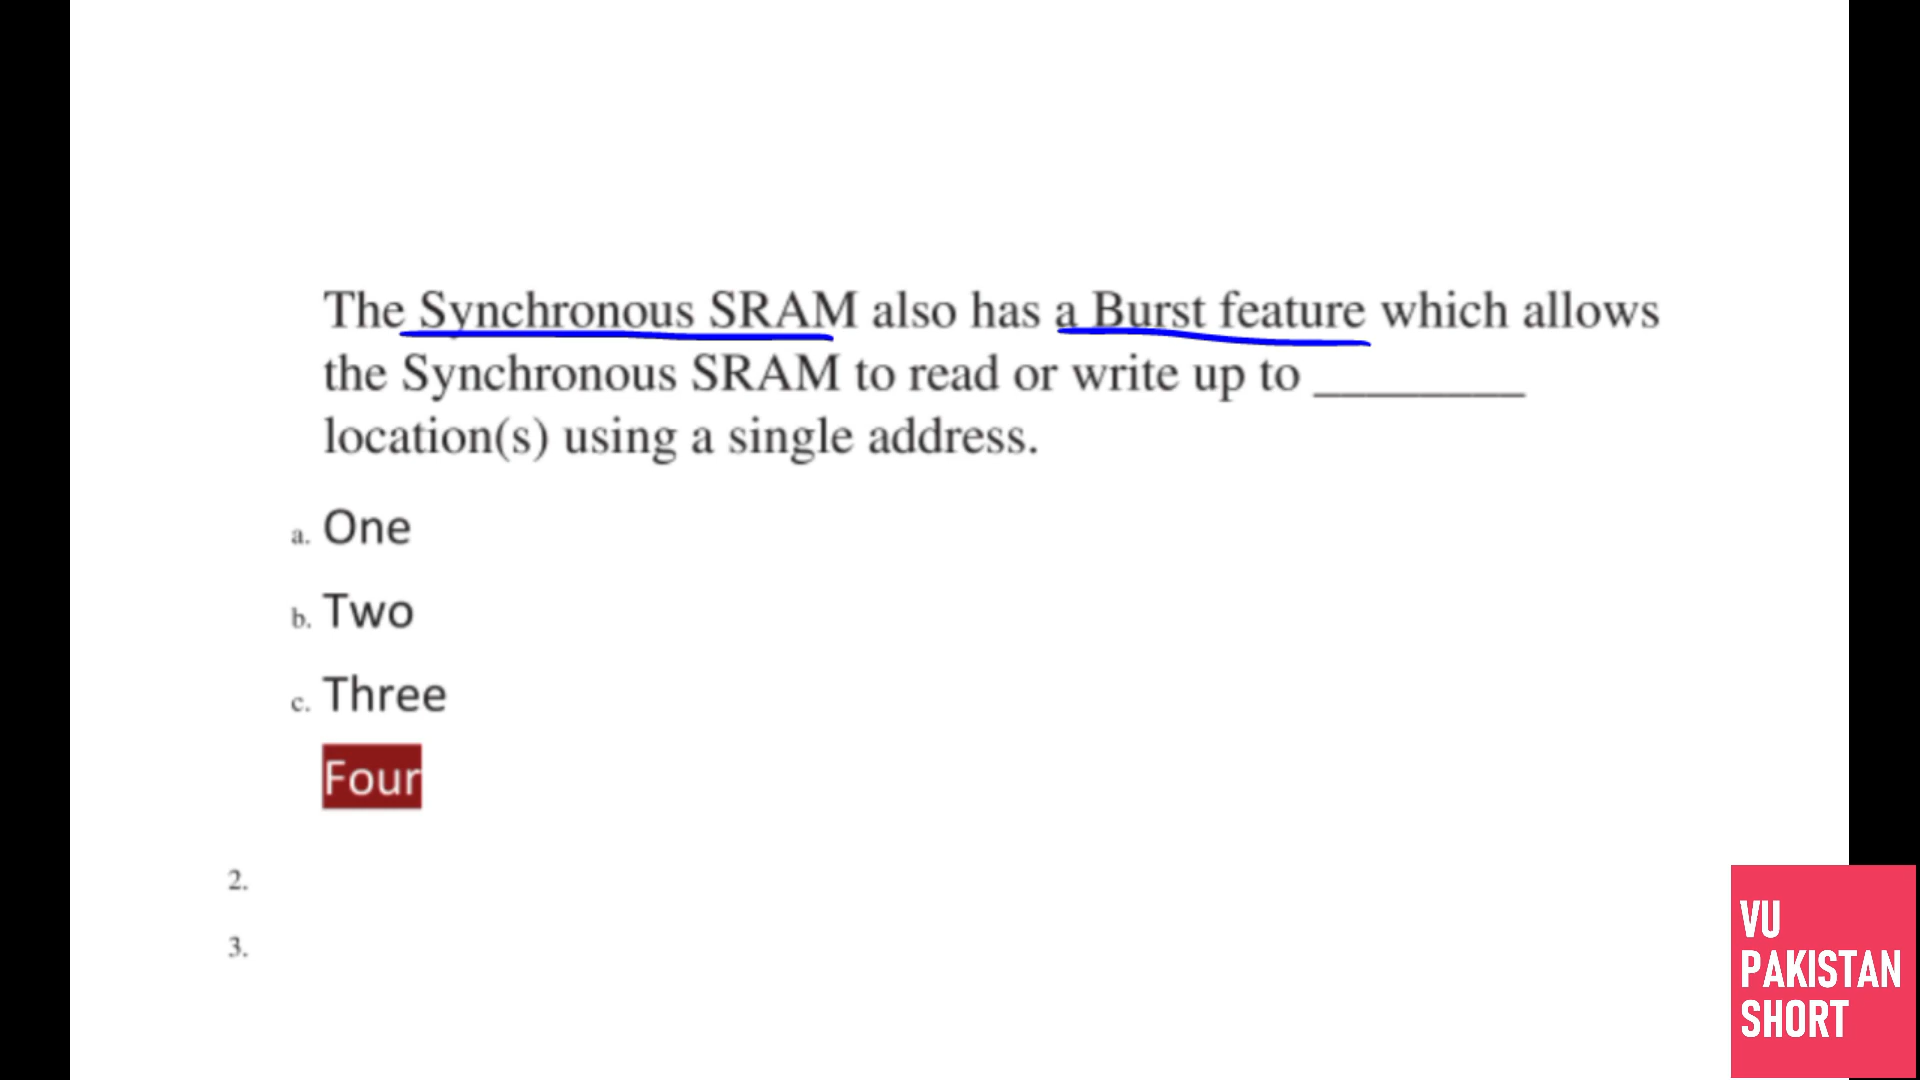 The Synchronous SRAM also has a Burst feature which allows
the Synchronous SRAM to read or write up to ________
location(s) using a single address.
a. One
b. Two
c. Three
Four
2.
3.
VU
PAKISTAN
SHORT